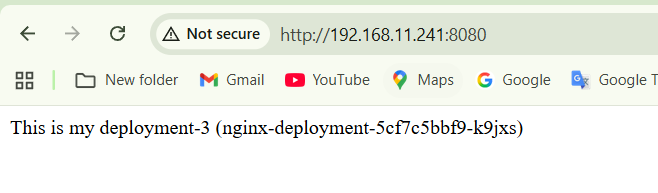 Not secure http://192.168.11.241:8080
New folder Gmail YouTube Maps Google Google T
This is my deployment-3 (nginx-deployment-5cf7c5bbf9-k9jxs)